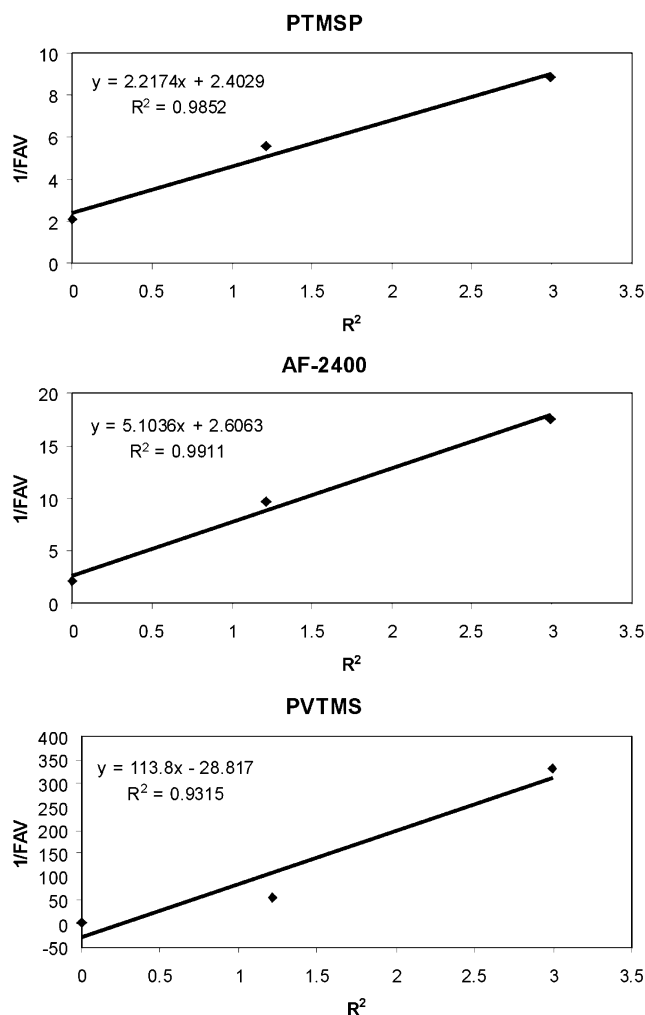 PTMSP
y = 2.2174x + 2.4029
R² = 0.9852
1/FAV
10
8
6
4
2
0
0 0.5 1 1.5 2 2.5 3 3.5
R²
AF-2400
y = 5.1036x + 2.6063
R² = 0.9911
1/FAV
20
15
10
5
0
0 0.5 1 1.5 2 2.5 3 3.5
R²
PVTMS
y = 113.8x - 28.817
R² = 0.9315
1/FAV
400
350
300
250
200
150
100
50
0
-50
0 0.5 1 1.5 2 2.5 3 3.5
R²